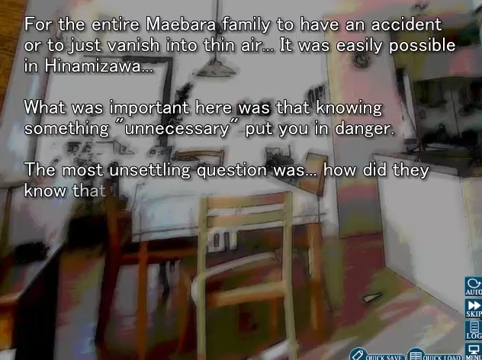 For the entire Maebara family to have an accident
or to just vanish into thin air... It was easily possible
in Hinamizawa...
What was important here was that knowing
something "unnecessary" put you in danger.
The most unsettling question was... how did they
know that
AUTO
SKIP
LOG
MENU
QUICK SAVE
QUICK LOAD